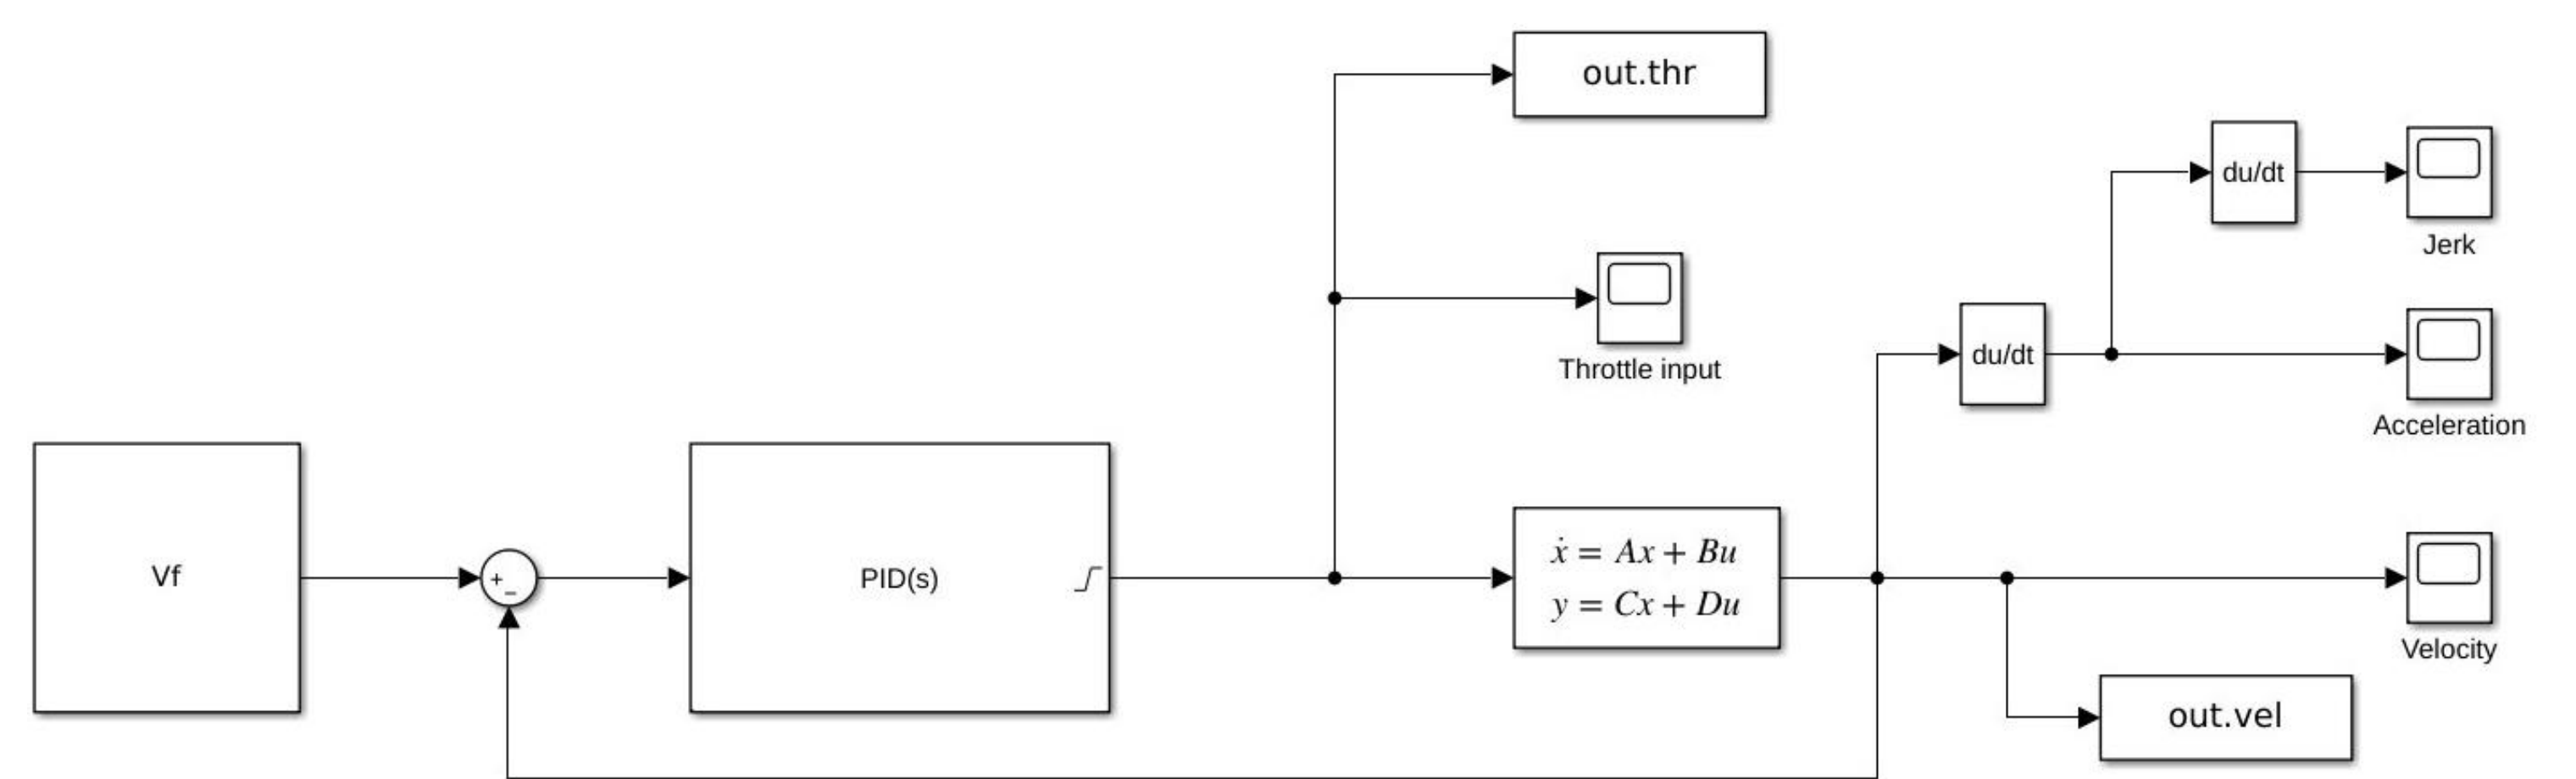 out.thr
du/dt
Jerk
Throttle input
du/dt
Acceleration
Vf
+
−
PID(s)
ẋ = Ax + Bu
y = Cx + Du
Velocity
out.vel